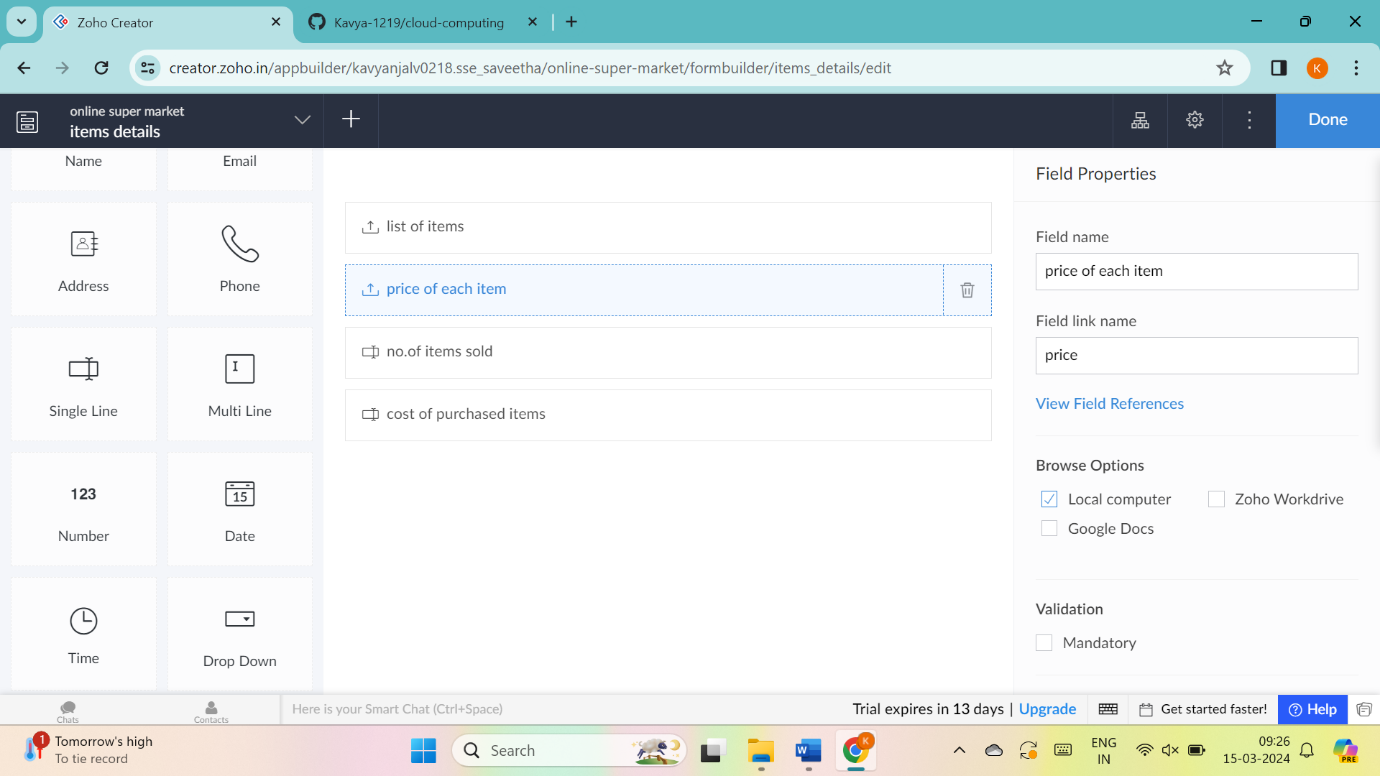 Zoho Creator
Kavya-1219/cloud-computing
creator.zoho.in/appbuilder/kavyanjalv0218.sse_saveetha/online-super-market/formbuilder/items_details/edit
K
online super market
items details
Done
Name
Email
Address
Phone
Single Line
Multi Line
123
Number
15
Date
Time
Drop Down
list of items
price of each item
no.of items sold
cost of purchased items
Field Properties
Field name
price of each item
Field link name
price
View Field References
Browse Options
Local computer
Zoho Workdrive
Google Docs
Validation
Mandatory
Chats
Contacts
Here is your Smart Chat (Ctrl+Space)
Trial expires in 13 days | Upgrade
Get started faster!
Help
1
Tomorrow's high
To tie record
Search
W
K
ENG
IN
09:26
15-03-2024
PRE